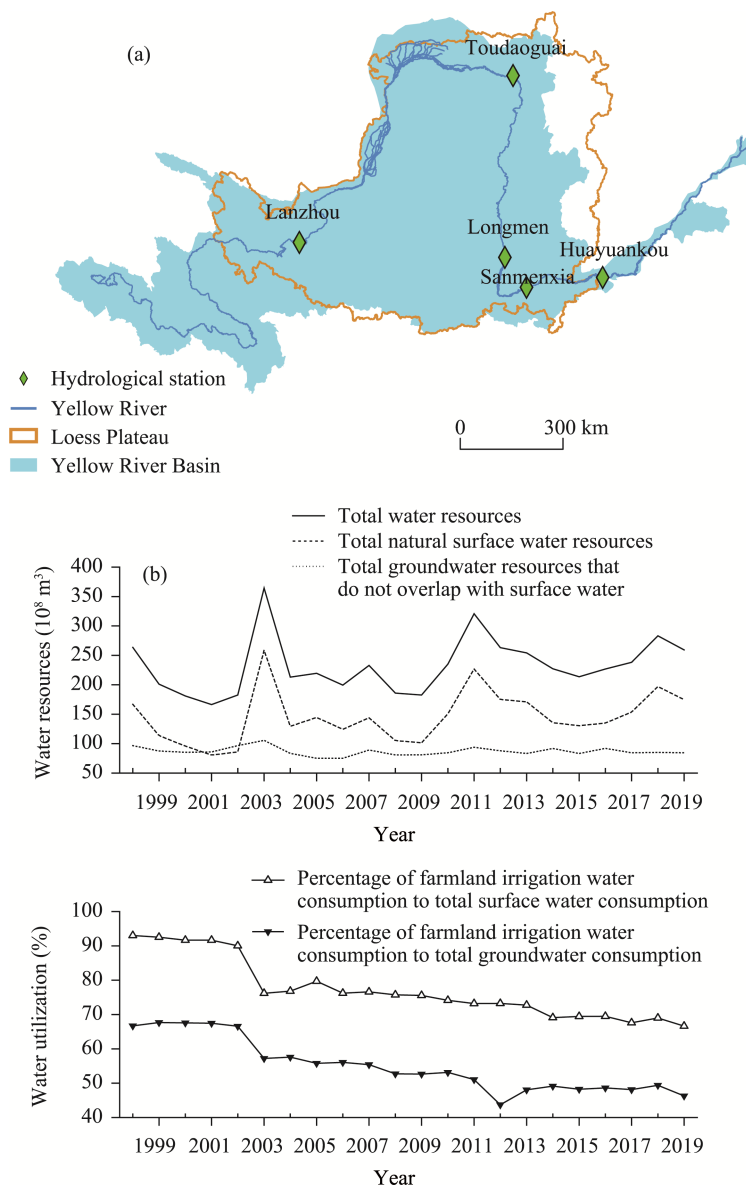 (a)
Toudaoguai
Lanzhou
Longmen
Huayuankou
Sanmenxia
Hydrological station
Yellow River
Loess Plateau
Yellow River Basin
0 300 km
Total water resources
Total natural surface water resources
Total groundwater resources that
do not overlap with surface water
(b)
Water resources (10⁸ m³)
400
350
300
250
200
150
100
50
1999 2001 2003 2005 2007 2009 2011 2013 2015 2017 2019
Year
Percentage of farmland irrigation water
consumption to total surface water consumption
Percentage of farmland irrigation water
consumption to total groundwater consumption
Water utilization (%)
100
90
80
70
60
50
40
1999 2001 2003 2005 2007 2009 2011 2013 2015 2017 2019
Year